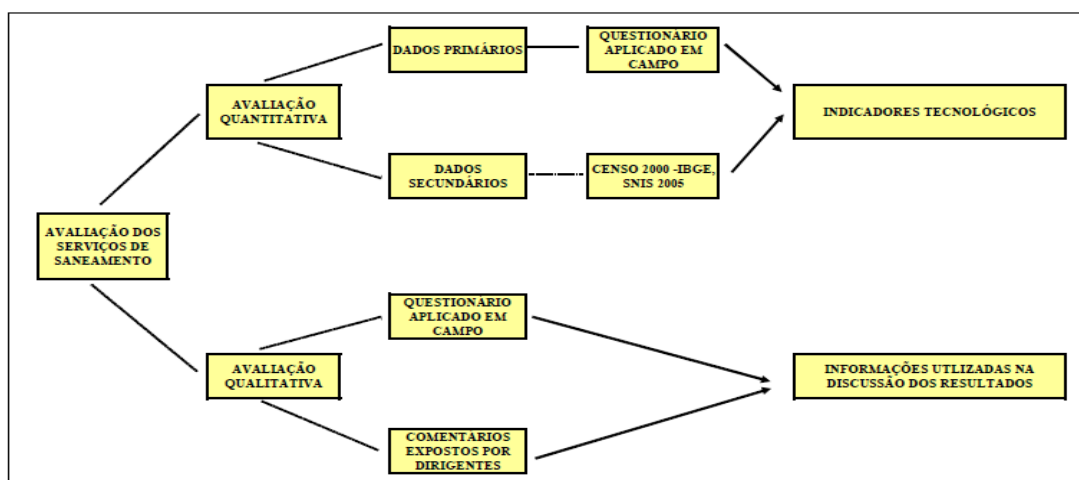 DADOS PRIMÁRIOS
QUESTIONÁRIO
APLICADO EM
CAMPO
AVALIAÇÃO
QUANTITATIVA
INDICADORES TECNOLÓGICOS
DADOS
SECUNDÁRIOS
CENSO 2000 -IBGE,
SNIS 2005
AVALIAÇÃO DOS
SERVIÇOS DE
SANEAMENTO
QUESTIONÁRIO
APLICADO EM
CAMPO
AVALIAÇÃO
QUALITATIVA
INFORMAÇÕES UTLIZADAS NA
DISCUSSÃO DOS RESULTADOS
COMENTÁRIOS
EXPOSTOS POR
DIRIGENTES